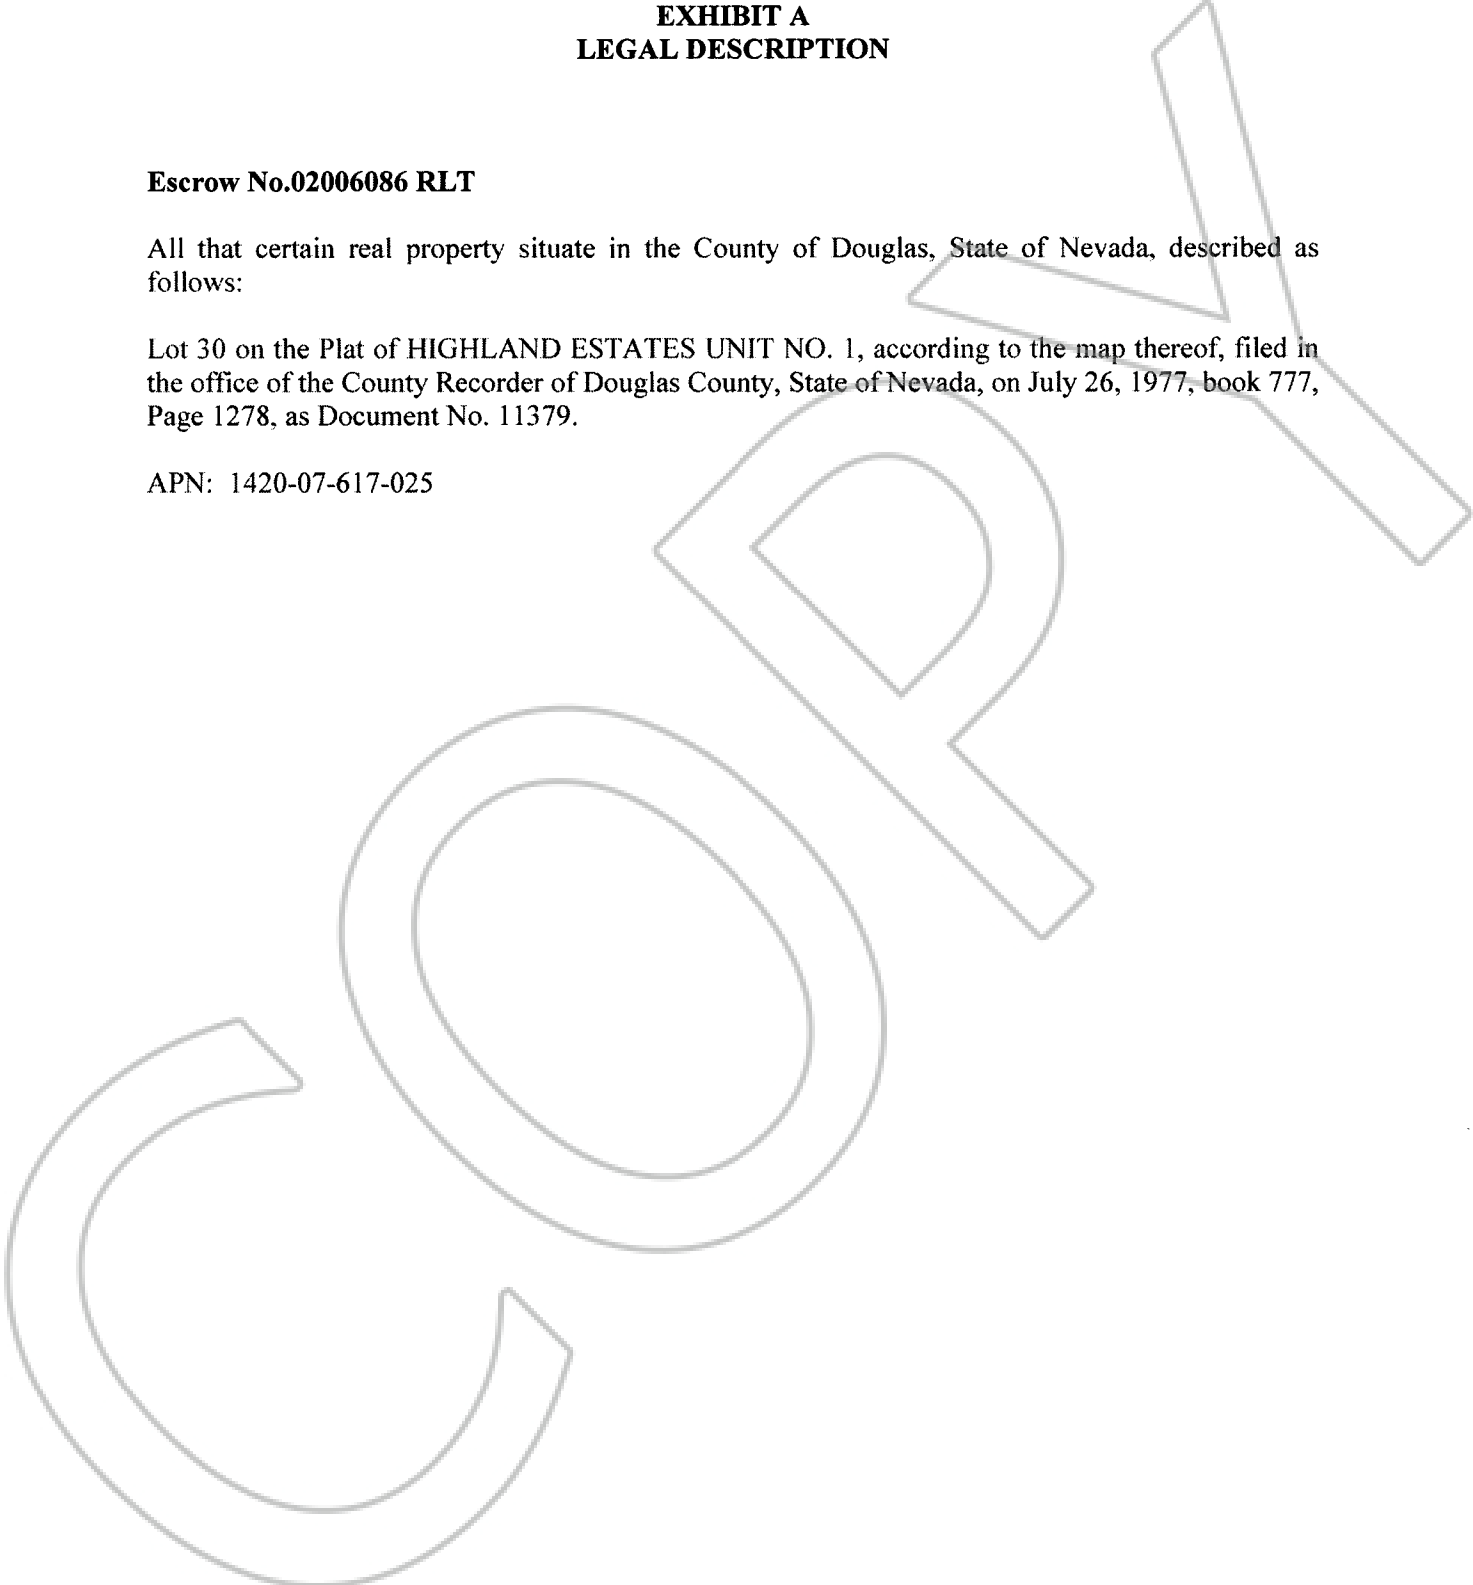 EXHIBIT A
LEGAL DESCRIPTION
Escrow No.02006086 RLT
All that certain real property situate in the County of Douglas, State of Nevada, described as
follows:
Lot 30 on the Plat of HIGHLAND ESTATES UNIT NO. 1, according to the map thereof, filed in
the office of the County Recorder of Douglas County, State of Nevada, on July 26, 1977, book 777,
Page 1278, as Document No. 11379.
APN: 1420-07-617-025
COPY